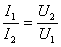 I₁/I₂ = U₂/U₁